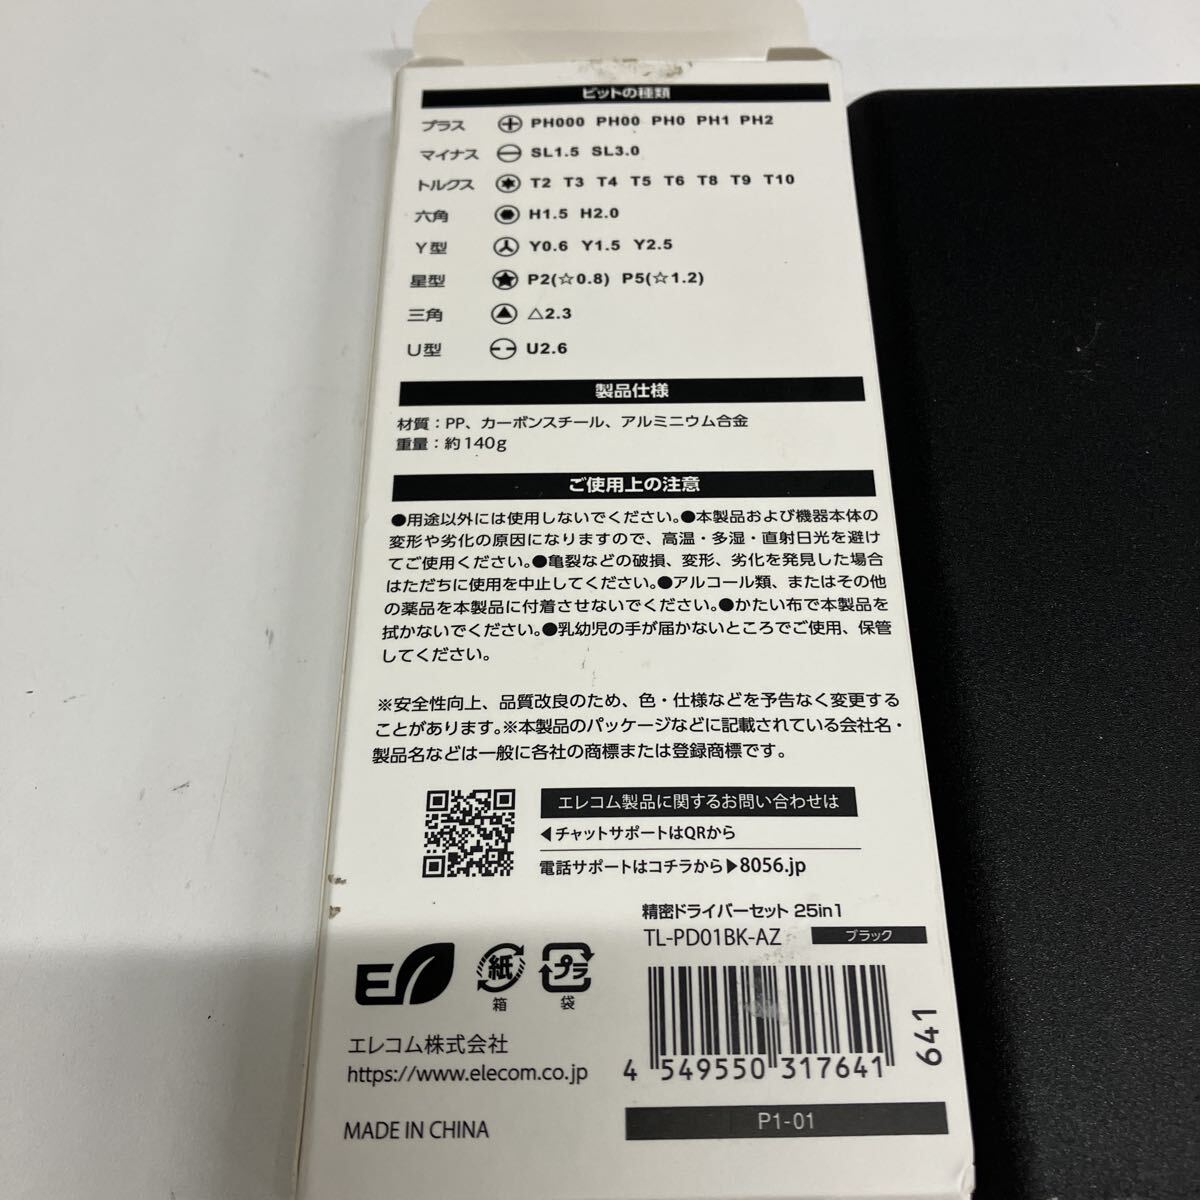 ビットの種類
プラス PH000 PH00 PH0 PH1 PH2
マイナス SL1.5 SL3.0
トルクス T2 T3 T4 T5 T6 T8 T9 T10
六角 H1.5 H2.0
Y型 Y0.6 Y1.5 Y2.5
星型 P2(☆0.8) P5(☆1.2)
三角 △2.3
U型 U2.6
製品仕様
材質：PP、カーボンスチール、アルミニウム合金
重量：約140g
ご使用上の注意
●用途以外には使用しないでください。●本製品および機器本体の
変形や劣化の原因になりますので、高温・多湿・直射日光を避け
てご使用ください。●亀裂などの破損、変形、劣化を発見した場合
はただちに使用を中止してください。●アルコール類、またはその他
の薬品を本製品に付着させないでください。●かたい布で本製品を
拭かないでください。●乳幼児の手が届かないところでご使用、保管
してください。
※安全性向上、品質改良のため、色・仕様などを予告なく変更する
ことがあります。※本製品のパッケージなどに記載されている会社名・
製品名などは一般に各社の商標または登録商標です。
エレコム製品に関するお問い合わせは
◀チャットサポートはQRから
電話サポートはコチラから▶8056.jp
精密ドライバーセット 25in1
TL-PD01BK-AZ ブラック
紙 プラ
箱 袋
エレコム株式会社
https://www.elecom.co.jp
4 549550 317641
641
MADE IN CHINA
P1-01